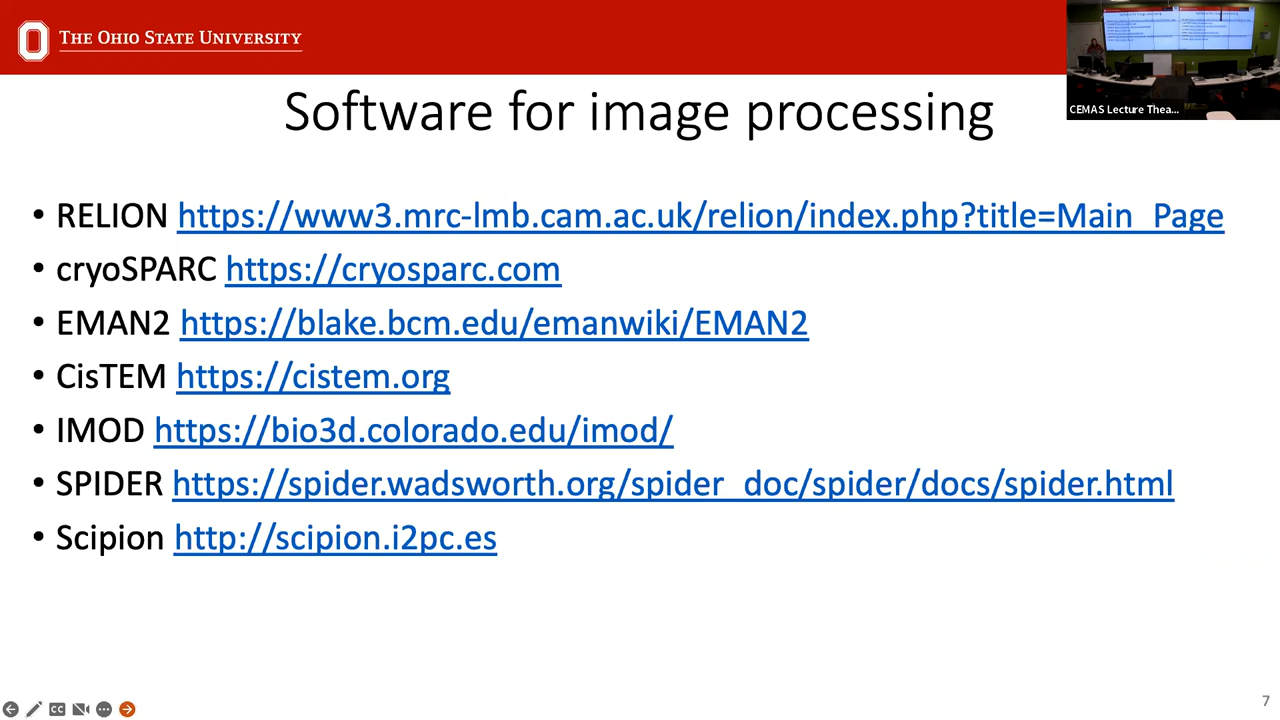 THE OHIO STATE UNIVERSITY
CEMAS Lecture Thea...
Software for image processing
• RELION https://www3.mrc-lmb.cam.ac.uk/relion/index.php?title=Main_Page
• cryoSPARC https://cryosparc.com
• EMAN2 https://blake.bcm.edu/emanwiki/EMAN2
• CisTEM https://cistem.org
• IMOD https://bio3d.colorado.edu/imod/
• SPIDER https://spider.wadsworth.org/spider_doc/spider/docs/spider.html
• Scipion http://scipion.i2pc.es
CC
7